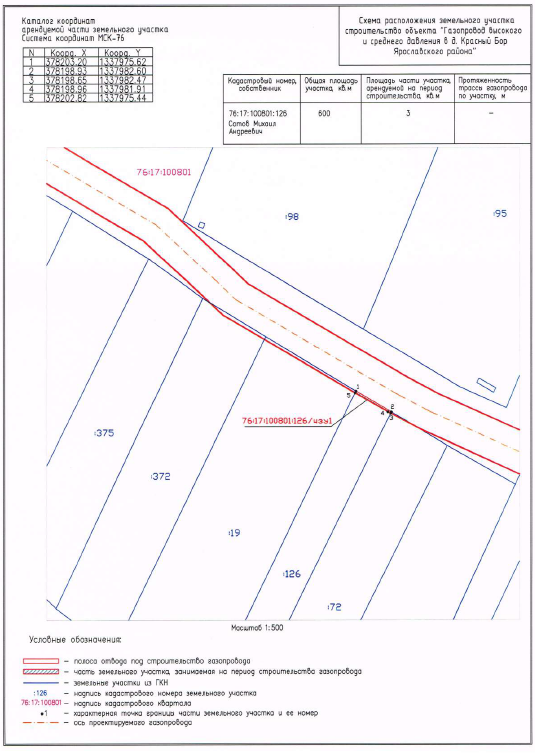 Каталог координат
арендуемой части земельного участка
Система координат МСК-76
N Коорд. X Коорд. Y
1 378203.20 1337975.62
2 378198.93 1337982.60
3 378198.65 1337982.47
4 378198.96 1337981.91
5 378202.82 1337975.44
Схема расположения земельного участка
строительство объекта "Газопровод высокого
и среднего давления в д. Красный Бор
Ярославского района"
Кадастровый номер, собственник
Общая площадь участка, кв.м
Площадь части участка, арендуемой на период строительства, кв.м
Протяженность трассы газопровода по участку, м
76:17:100801:126
Сотов Михаил
Андреевич
600
3
–
76:17:100801
:98
:95
1
5
2
4
3
76:17:100801:126/чзу1
:375
:372
:19
:126
:72
Масштаб 1:500
Условные обозначения:
– полоса отвода под строительство газопровода
– часть земельного участка, занимаемая на период строительства газопровода
– земельные участки из ГКН
:126 – надпись кадастрового номера земельного участка
76:17:100801 – надпись кадастрового квартала
1 – характерная точка границы части земельного участка и ее номер
– ось проектируемого газопровода